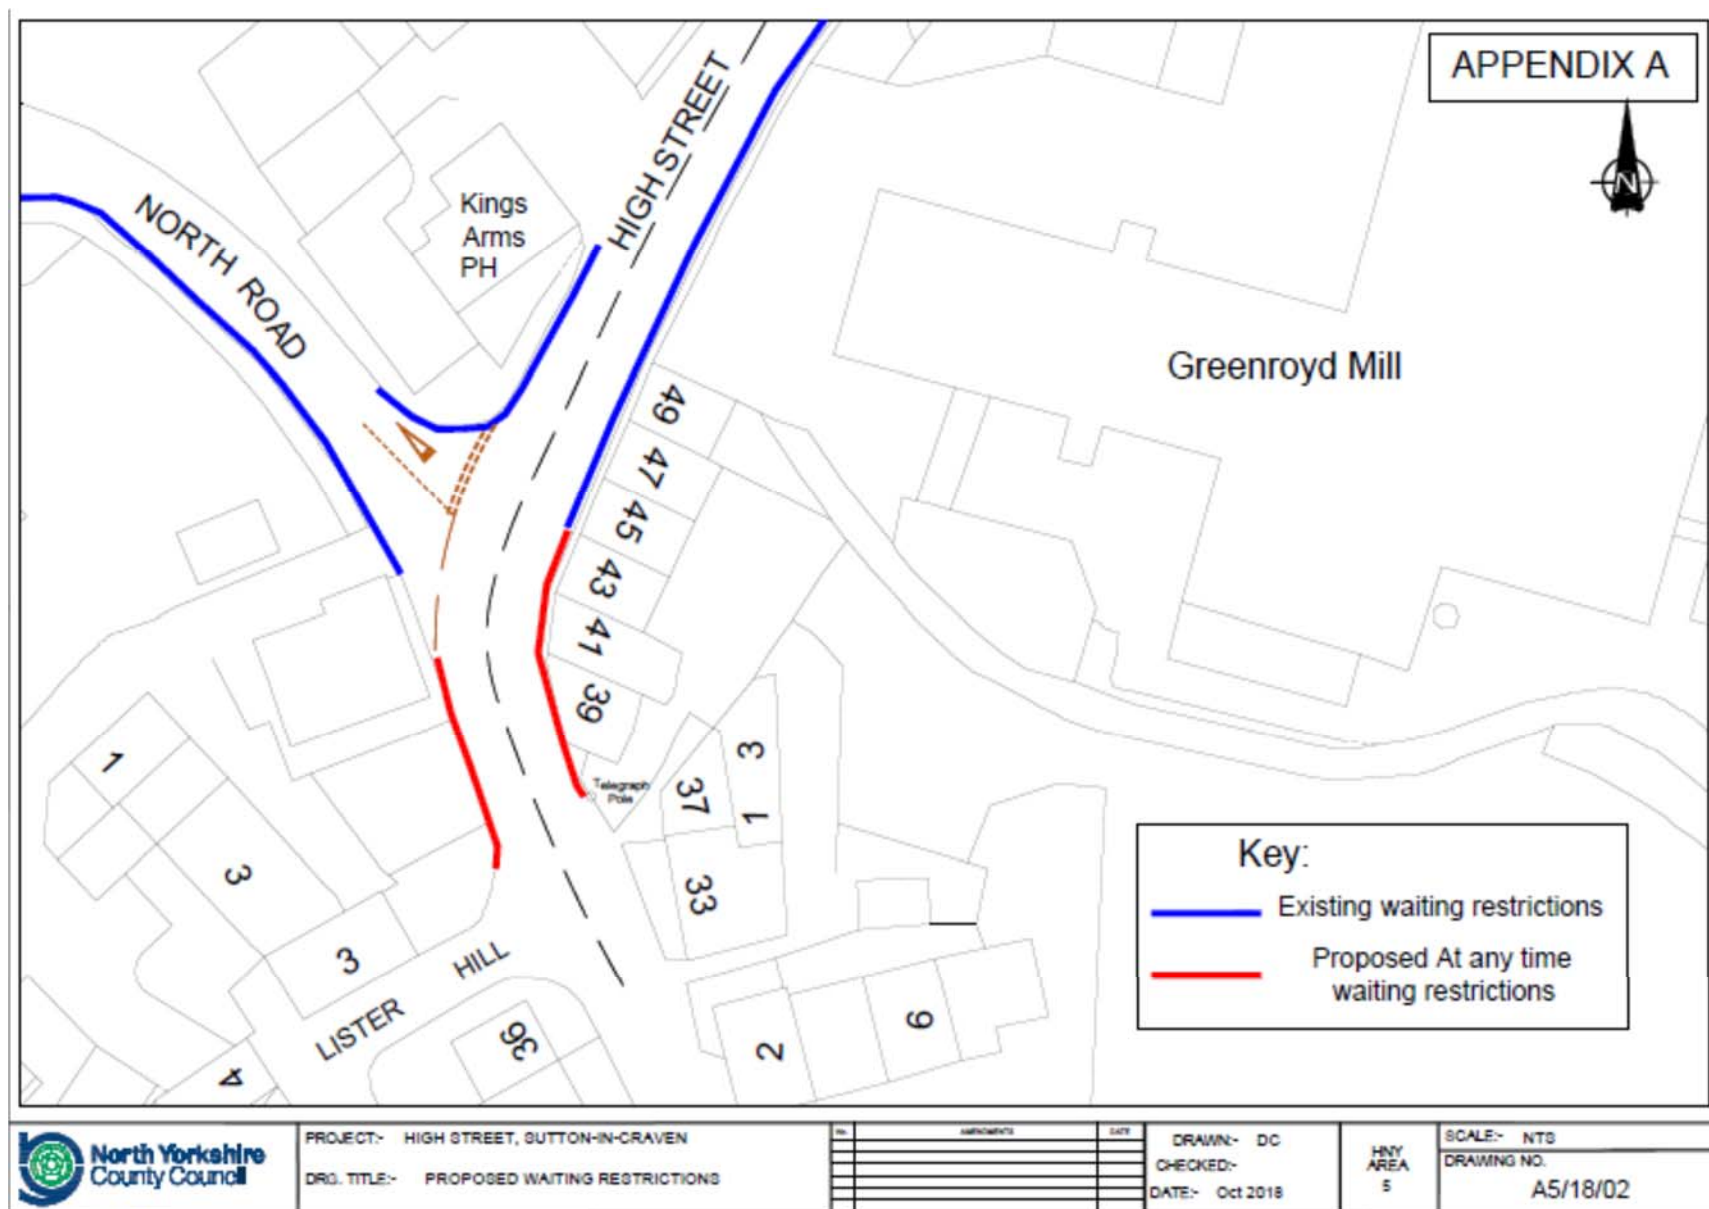 APPENDIX A
N
HIGH STREET
NORTH ROAD
Kings
Arms
PH
Greenroyd Mill
49
47
45
43
41
39
Telegraph
Pole
37
3
1
33
1
3
3
LISTER HILL
36
4
2
6
Key:
Existing waiting restrictions
Proposed At any time
waiting restrictions
North Yorkshire
County Council
PROJECT:- HIGH STREET, SUTTON-IN-CRAVEN
DRG. TITLE:- PROPOSED WAITING RESTRICTIONS
No. AMENDMENTS DATE
DRAWN:- DC
CHECKED:-
DATE:- Oct 2018
HNY
AREA
5
SCALE:- NTS
DRAWING NO.
A5/18/02